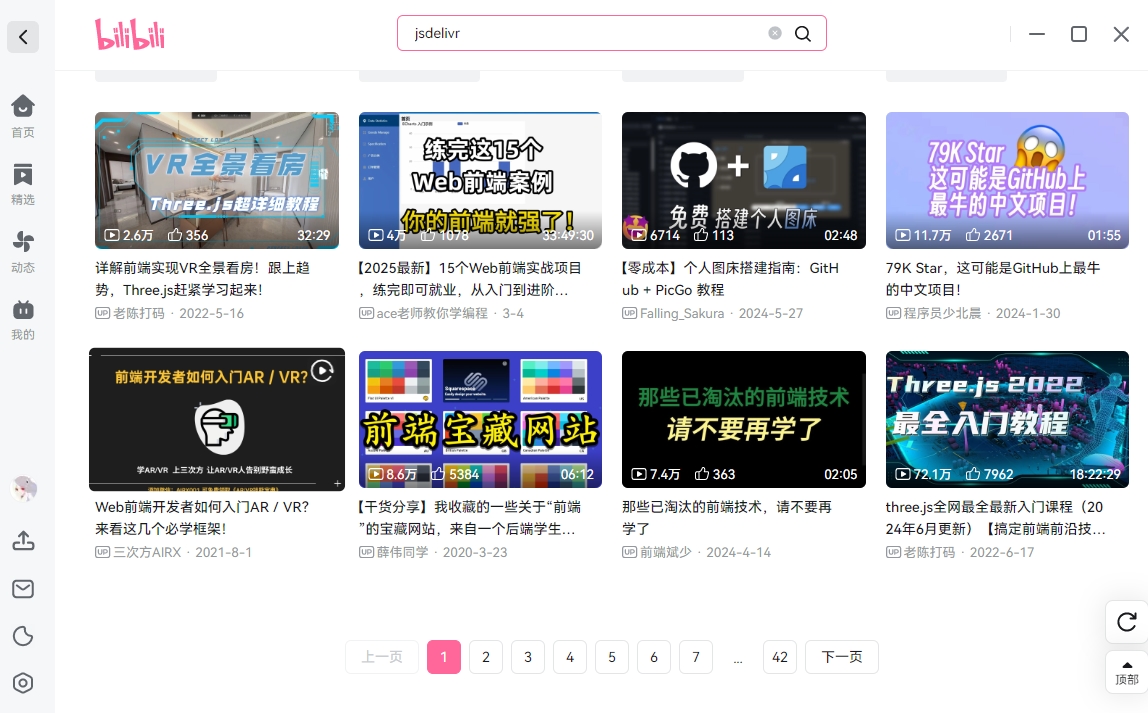 bilibili
jsdelivr
首页
精选
动态
我的
VR全景看房
Three.js超详细教程
2.6万 356 32:29
详解前端实现VR全景看房！跟上趋
势，Three.js赶紧学习起来！
UP 老陈打码 · 2022-5-16
练完这15个
Web前端案例
你的前端就强了！
4万 1078 33:49:30
【2025最新】15个Web前端实战项目
，练完即可就业，从入门到进阶…
UP ace老师教你学编程 · 3-4
免费 搭建个人图床
6714 113 02:48
【零成本】个人图床搭建指南：GitH
ub + PicGo 教程
UP Falling_Sakura · 2024-5-27
79K Star
这可能是GitHub上
最牛的中文项目！
11.7万 2671 01:55
79K Star，这可能是GitHub上最牛
的中文项目！
UP 程序员少北晨 · 2024-1-30
前端开发者如何入门AR / VR?
学AR/VR 上三次方 让AR/VR人告别野蛮成长
Web前端开发者如何入门AR / VR？
来看这几个必学框架！
UP 三次方AIRX · 2021-8-1
Squarespace
前端宝藏网站
8.6万 5384 06:12
【干货分享】我收藏的一些关于“前端
”的宝藏网站，来自一个后端学生…
UP 薛伟同学 · 2020-3-23
那些已淘汰的前端技术
请不要再学了
7.4万 363 02:05
那些已淘汰的前端技术，请不要再
学了
UP 前端斌少 · 2024-4-14
Three.js 2022
最全入门教程
72.1万 7962 18:22:29
three.js全网最全最新入门课程（20
24年6月更新）【搞定前端前沿技…
UP 老陈打码 · 2022-6-17
上一页 1 2 3 4 5 6 7 ... 42 下一页
顶部